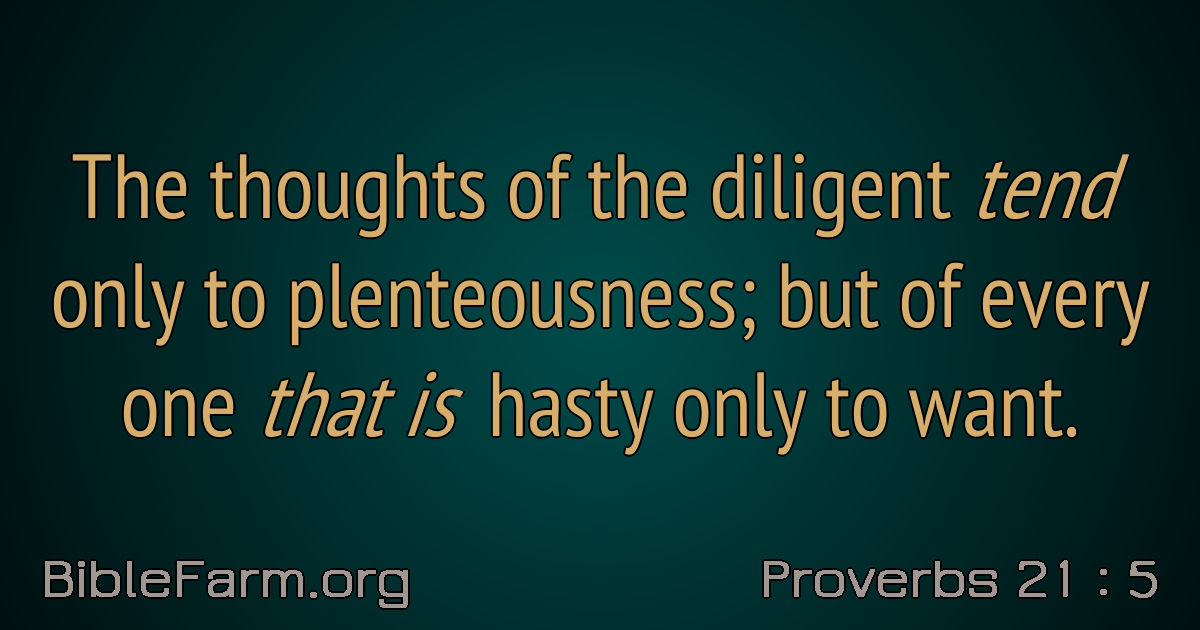 The thoughts of the diligent tend
only to plenteousness; but of every
one that is hasty only to want.
BibleFarm.org
Proverbs 21 : 5